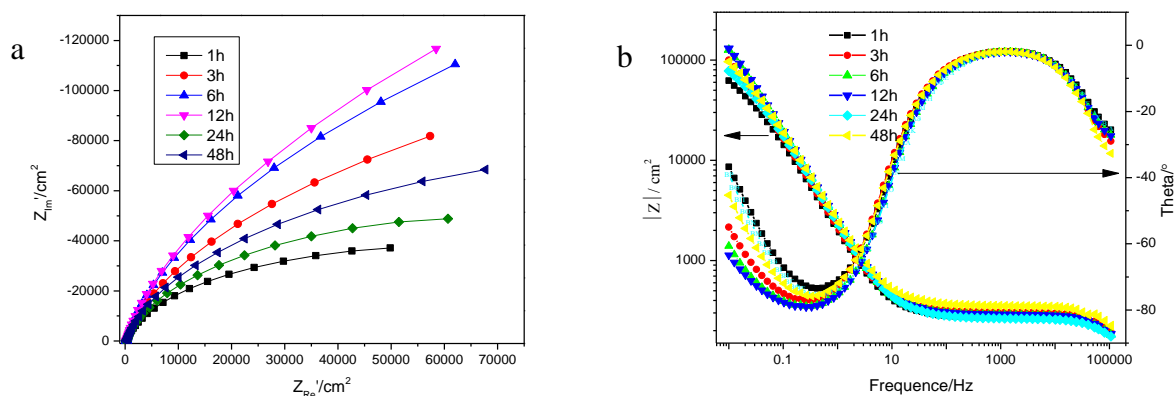 a
Z_Im'/cm²
-120000
-100000
-80000
-60000
-40000
-20000
0
1h
3h
6h
12h
24h
48h
0 10000 20000 30000 40000 50000 60000 70000
Z_Re'/cm²
b
|Z|/ cm²
100000
10000
1000
1h
3h
6h
12h
24h
48h
0.1 10 1000 100000
Frequence/Hz
10
0
-20
-40
-60
-80
Theta/°